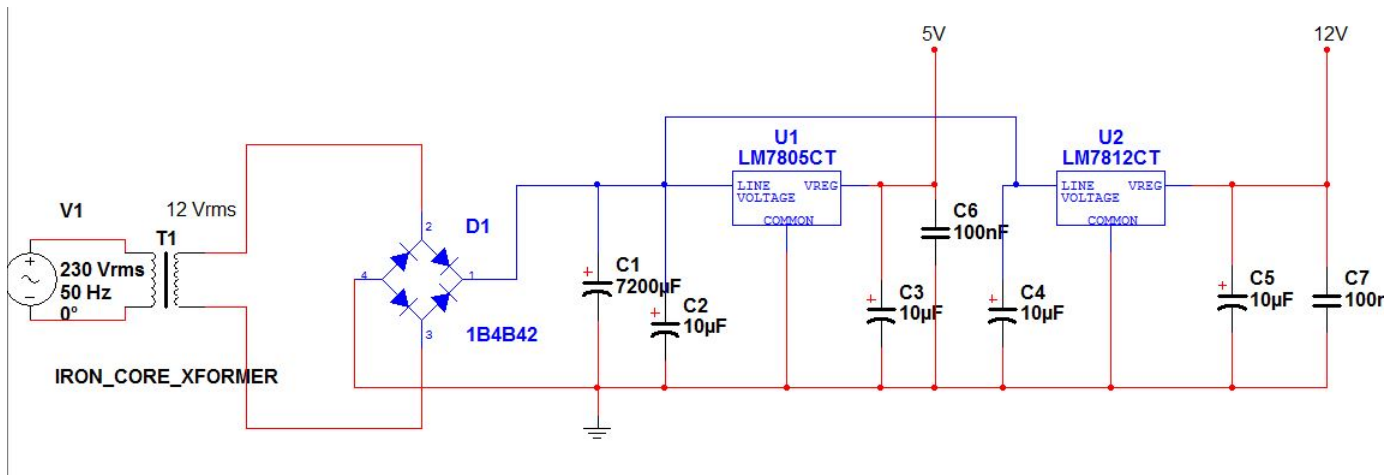 5V
12V
U1
LM7805CT
LINE VREG
VOLTAGE
COMMON
U2
LM7812CT
LINE VREG
VOLTAGE
COMMON
V1
12 Vrms
T1
230 Vrms
50 Hz
0°
IRON_CORE_XFORMER
D1
2
4
1
3
1B4B42
C1
7200µF
C2
10µF
C3
10µF
C6
100nF
C4
10µF
C5
10µF
C7
100n